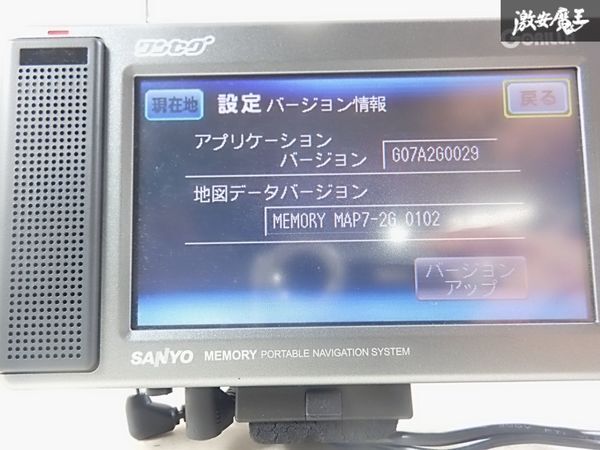 激安魔王
ワンセグ
GORILLA
現在地 設定 バージョン情報 戻る
アプリケーション
バージョン G07A2G0029
地図データバージョン
MEMORY MAP7-2G 0102
バージョン
アップ
SANYO MEMORY PORTABLE NAVIGATION SYSTEM